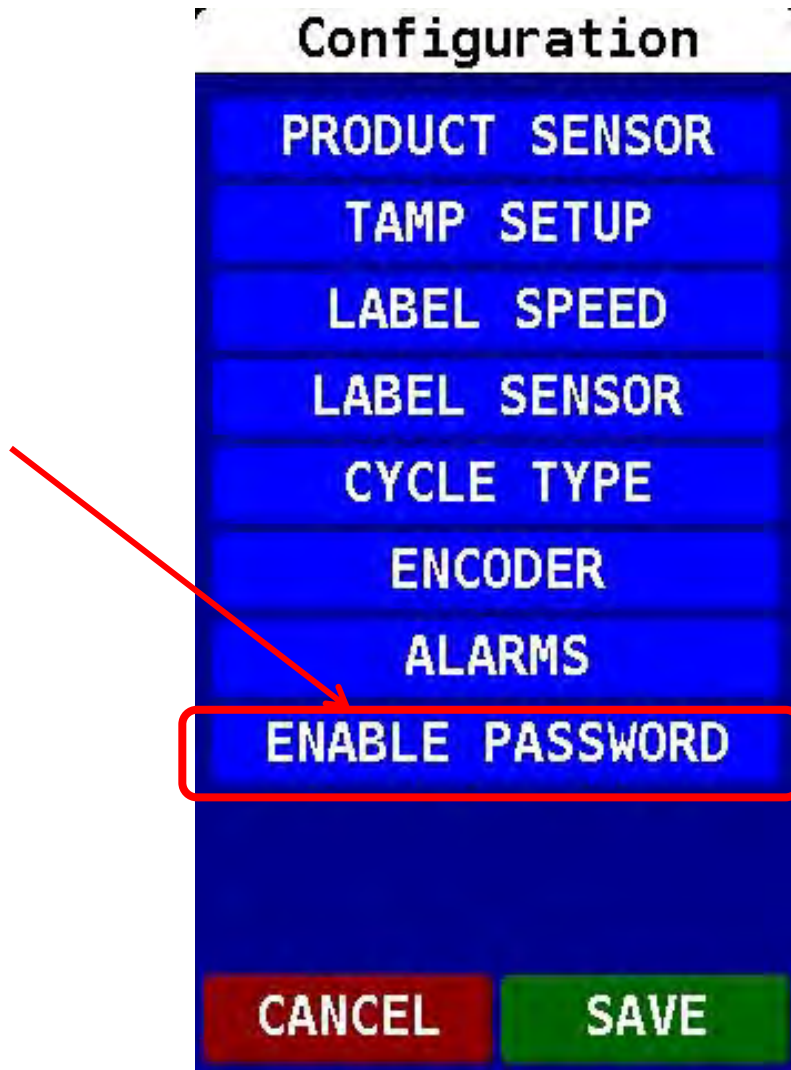 Configuration
PRODUCT SENSOR
TAMP SETUP
LABEL SPEED
LABEL SENSOR
CYCLE TYPE
ENCODER
ALARMS
ENABLE PASSWORD
CANCEL SAVE